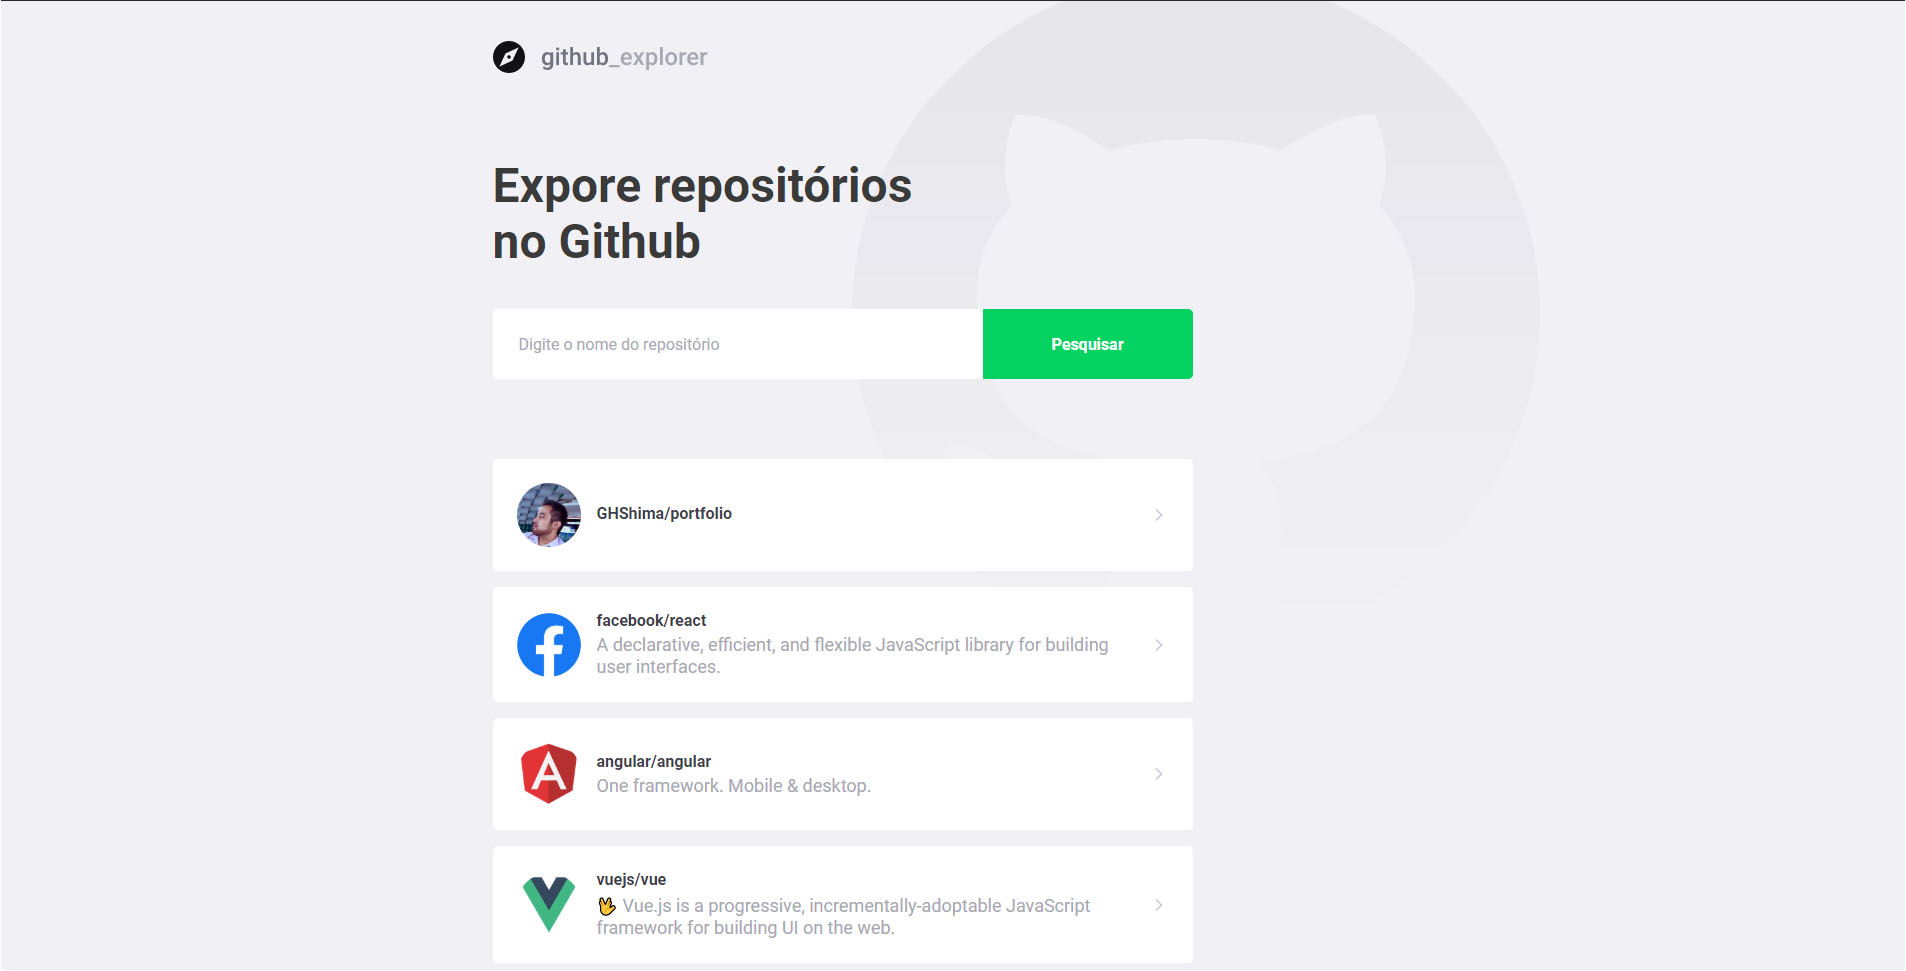 github_explorer
Expore repositórios
no Github
Digite o nome do repositório
Pesquisar
GHShima/portfolio
facebook/react
A declarative, efficient, and flexible JavaScript library for building
user interfaces.
angular/angular
One framework. Mobile & desktop.
vuejs/vue
🖖 Vue.js is a progressive, incrementally-adoptable JavaScript
framework for building UI on the web.